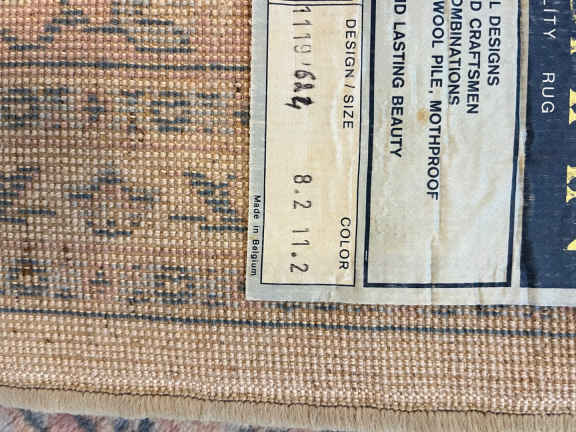 LITY RUG
L DESIGNS
D CRAFTSMEN
OMBINATIONS
WOOL PILE, MOTHPROOF
ID LASTING BEAUTY
DESIGN / SIZE
COLOR
8.2 11.2
Made in Belgium